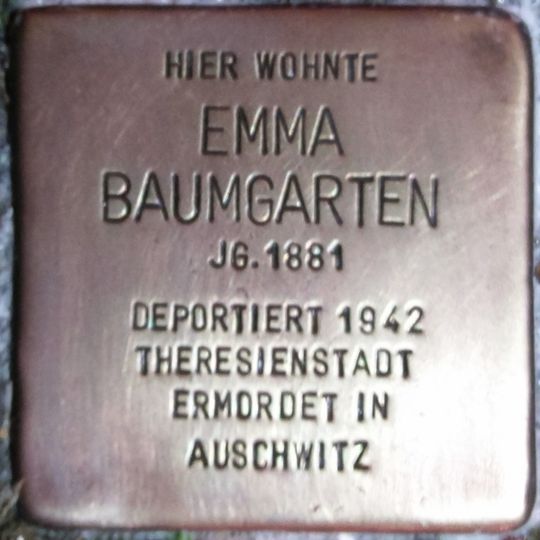 HIER WOHNTE
EMMA
BAUMGARTEN
JG.1881
DEPORTIERT 1942
THERESIENSTADT
ERMORDET IN
AUSCHWITZ